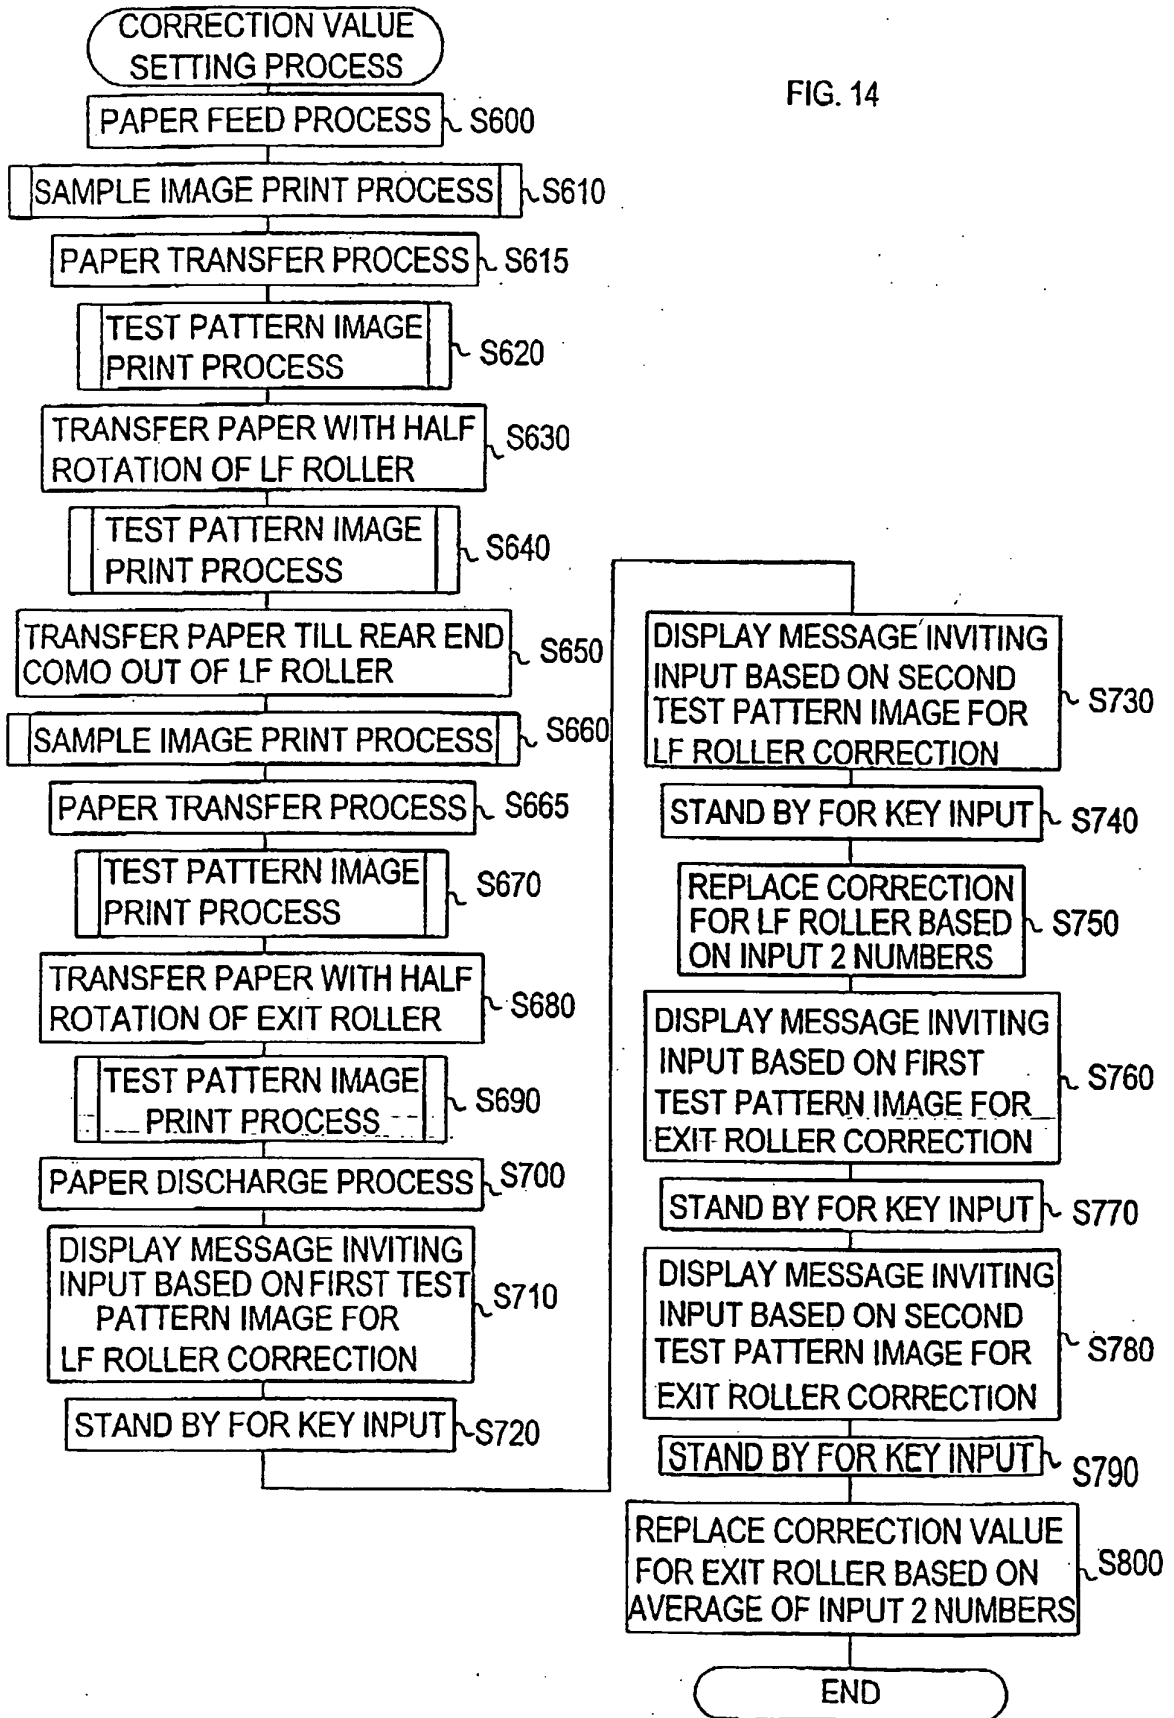 CORRECTION VALUE
SETTING PROCESS
FIG. 14
PAPER FEED PROCESS
S600
SAMPLE IMAGE PRINT PROCESS
S610
PAPER TRANSFER PROCESS
S615
TEST PATTERN IMAGE
PRINT PROCESS
S620
TRANSFER PAPER WITH HALF
ROTATION OF LF ROLLER
S630
TEST PATTERN IMAGE
PRINT PROCESS
S640
TRANSFER PAPER TILL REAR END
COMO OUT OF LF ROLLER
S650
SAMPLE IMAGE PRINT PROCESS
S660
PAPER TRANSFER PROCESS
S665
TEST PATTERN IMAGE
PRINT PROCESS
S670
TRANSFER PAPER WITH HALF
ROTATION OF EXIT ROLLER
S680
TEST PATTERN IMAGE
PRINT PROCESS
S690
PAPER DISCHARGE PROCESS
S700
DISPLAY MESSAGE INVITING
INPUT BASED ON FIRST TEST
PATTERN IMAGE FOR
LF ROLLER CORRECTION
S710
STAND BY FOR KEY INPUT
S720
DISPLAY MESSAGE INVITING
INPUT BASED ON SECOND
TEST PATTERN IMAGE FOR
LF ROLLER CORRECTION
S730
STAND BY FOR KEY INPUT
S740
REPLACE CORRECTION
FOR LF ROLLER BASED
ON INPUT 2 NUMBERS
S750
DISPLAY MESSAGE INVITING
INPUT BASED ON FIRST
TEST PATTERN IMAGE FOR
EXIT ROLLER CORRECTION
S760
STAND BY FOR KEY INPUT
S770
DISPLAY MESSAGE INVITING
INPUT BASED ON SECOND
TEST PATTERN IMAGE FOR
EXIT ROLLER CORRECTION
S780
STAND BY FOR KEY INPUT
S790
REPLACE CORRECTION VALUE
FOR EXIT ROLLER BASED ON
AVERAGE OF INPUT 2 NUMBERS
S800
END